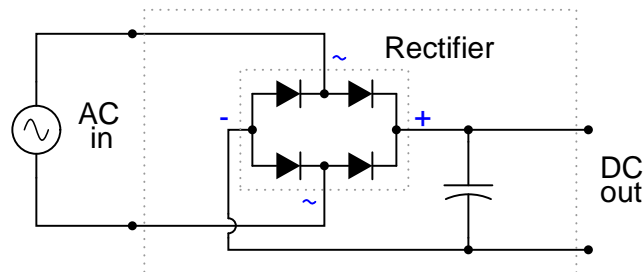 Rectifier
~
AC
in
-
+
~
DC
out